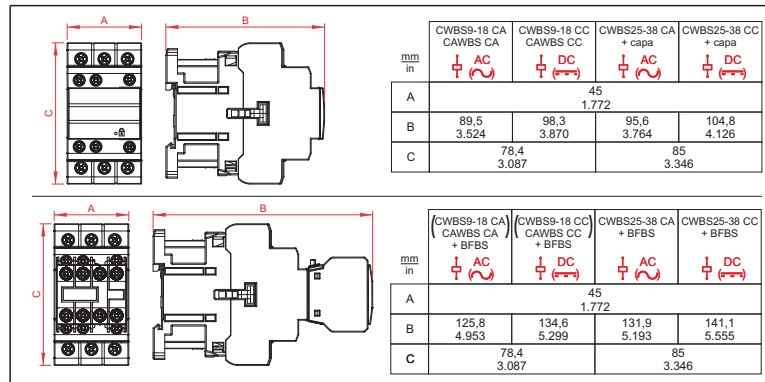 A
B
C
mm
in
CWBS9-18 CA
CAWBS CA
AC
CWBS9-18 CC
CAWBS CC
DC
CWBS25-38 CA
+ capa
AC
CWBS25-38 CC
+ capa
DC
A
45
1.772
B
89,5
3.524
98,3
3.870
95,6
3.764
104,8
4.126
C
78,4
3.087
85
3.346
A
B
C
mm
in
(CWBS9-18 CA)
CAWBS CA
+ BFBS
AC
(CWBS9-18 CC)
CAWBS CC
+ BFBS
DC
CWBS25-38 CA
+BFBS
AC
CWBS25-38 CC
+ BFBS
DC
A
45
1.772
B
125,8
4.953
134,6
5.299
131,9
5.193
141,1
5.555
C
78,4
3.087
85
3.346